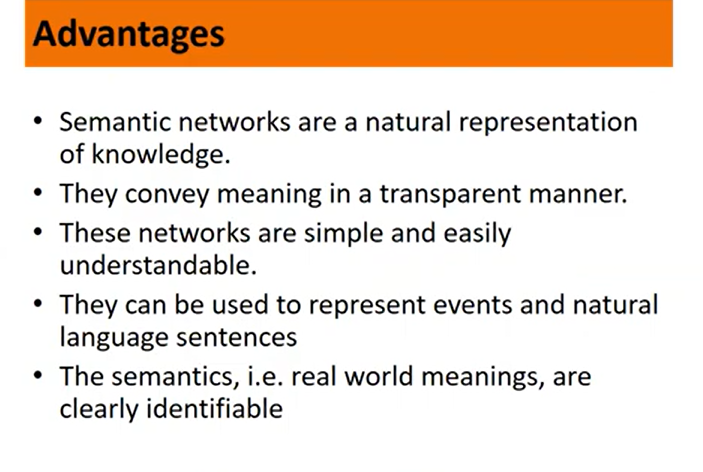 Advantages
• Semantic networks are a natural representation
of knowledge.
• They convey meaning in a transparent manner.
• These networks are simple and easily
understandable.
• They can be used to represent events and natural
language sentences
• The semantics, i.e. real world meanings, are
clearly identifiable